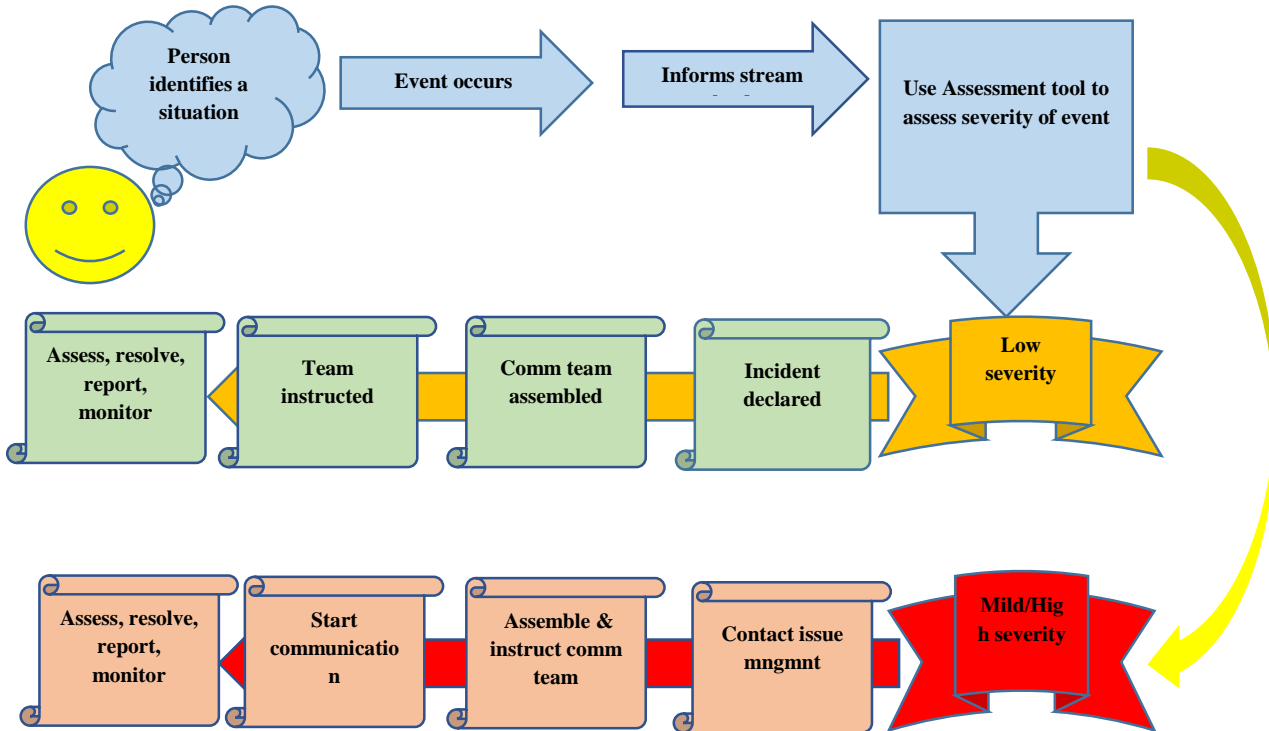 Person
identifies a
situation
Event occurs
Informs stream
Use Assessment tool to
assess severity of event
Assess, resolve,
report,
monitor
Team
instructed
Comm team
assembled
Incident
declared
Low
severity
Assess, resolve,
report,
monitor
Start
communicatio
n
Assemble &
instruct comm
team
Contact issue
mngmnt
Mild/Hig
h severity